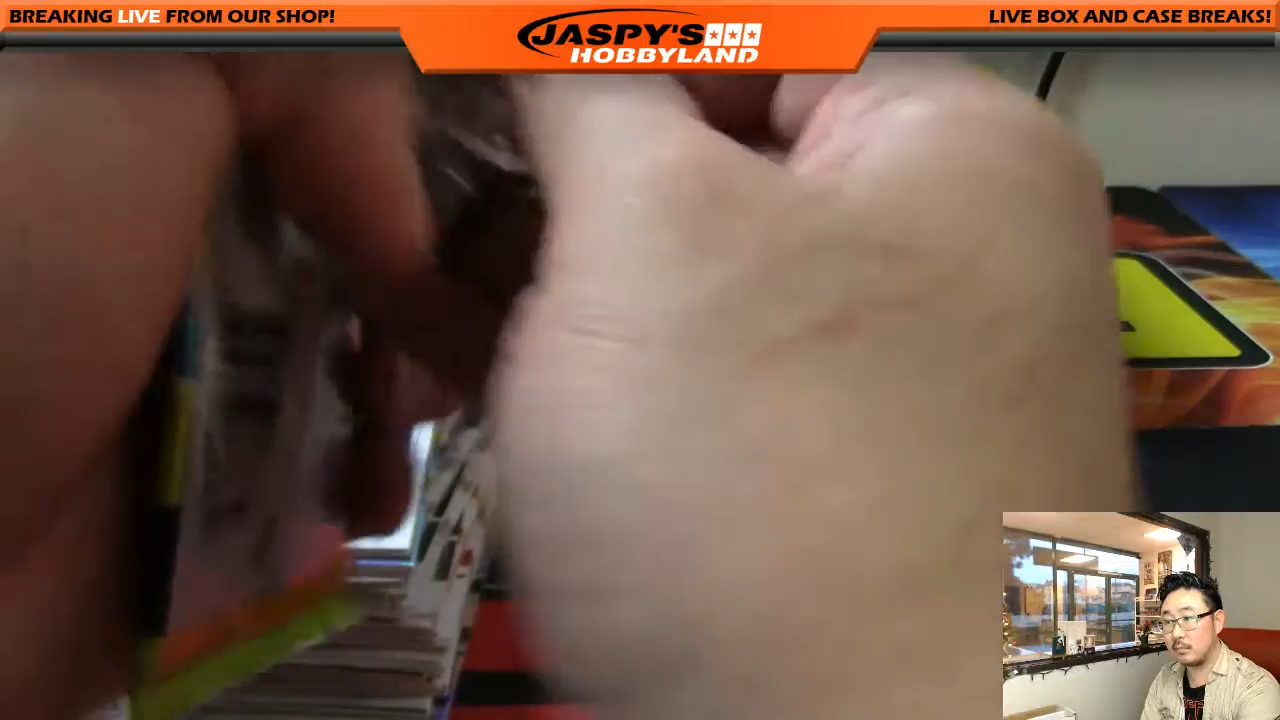 BREAKING LIVE FROM OUR SHOP!
JASPY'S
HOBBYLAND
LIVE BOX AND CASE BREAKS!